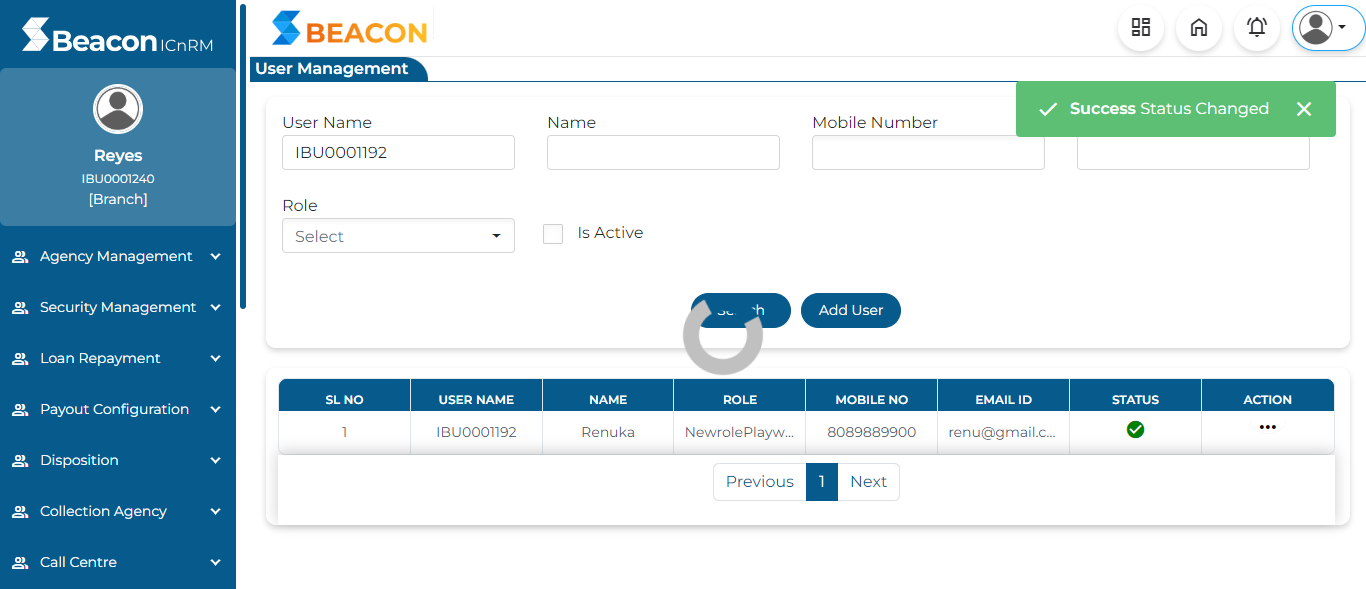 Beacon ICnRM
Reyes
IBU0001240
[Branch]
Agency Management
Security Management
Loan Repayment
Payout Configuration
Disposition
Collection Agency
Call Centre
BEACON
User Management
Success Status Changed
User Name
Name
Mobile Number
IBU0001192
Role
Select
Is Active
Add User
SL NO USER NAME NAME ROLE MOBILE NO EMAIL ID STATUS ACTION
1 IBU0001192 Renuka NewrolePlayw... 8089889900 renu@gmail.c...
Previous 1 Next